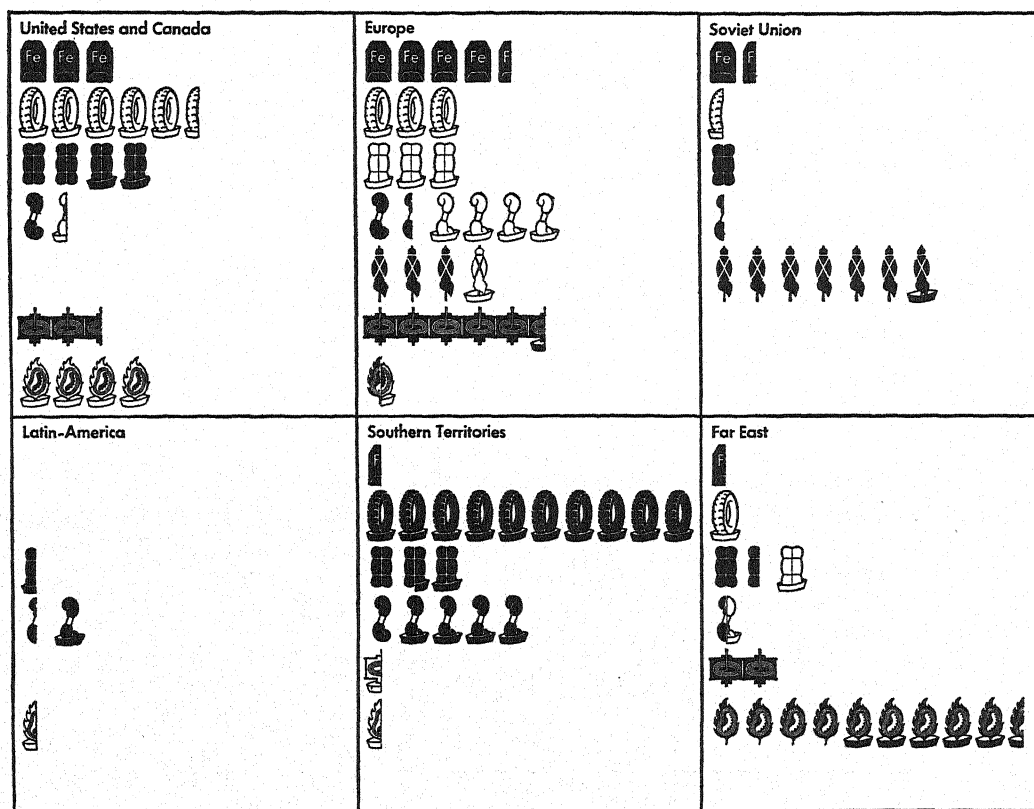 United States and Canada
Fe Fe Fe
Europe
Fe Fe Fe Fe F
Soviet Union
Fe F
Latin-America
Southern Territories
F
Far East
F